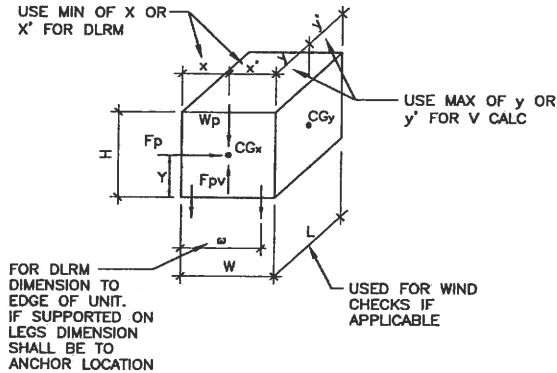 USE MIN OF X OR
X' FOR DLRM
x
x'
y
y'
USE MAX OF y OR
y' FOR V CALC
Wp
CGy
H
Fp
CGx
Y
Fpv
ω
L
W
FOR DLRM
DIMENSION TO
EDGE OF UNIT.
IF SUPPORTED ON
LEGS DIMENSION
SHALL BE TO
ANCHOR LOCATION
USED FOR WIND
CHECKS IF
APPLICABLE